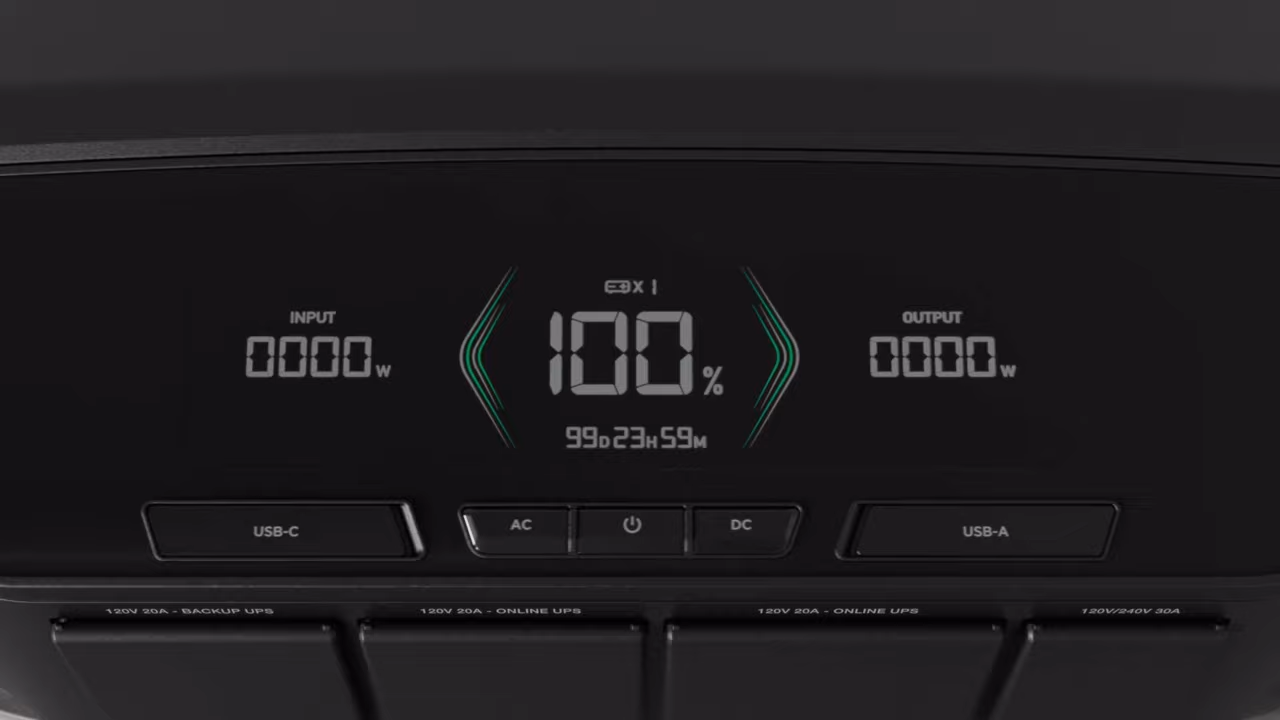 X 1
INPUT
0000W
100%
OUTPUT
0000W
99D23H59M
USB-C
AC
DC
USB-A
120V 20A - BACKUP UPS
120V 20A - ONLINE UPS
120V 20A - ONLINE UPS
120V/240V 30A